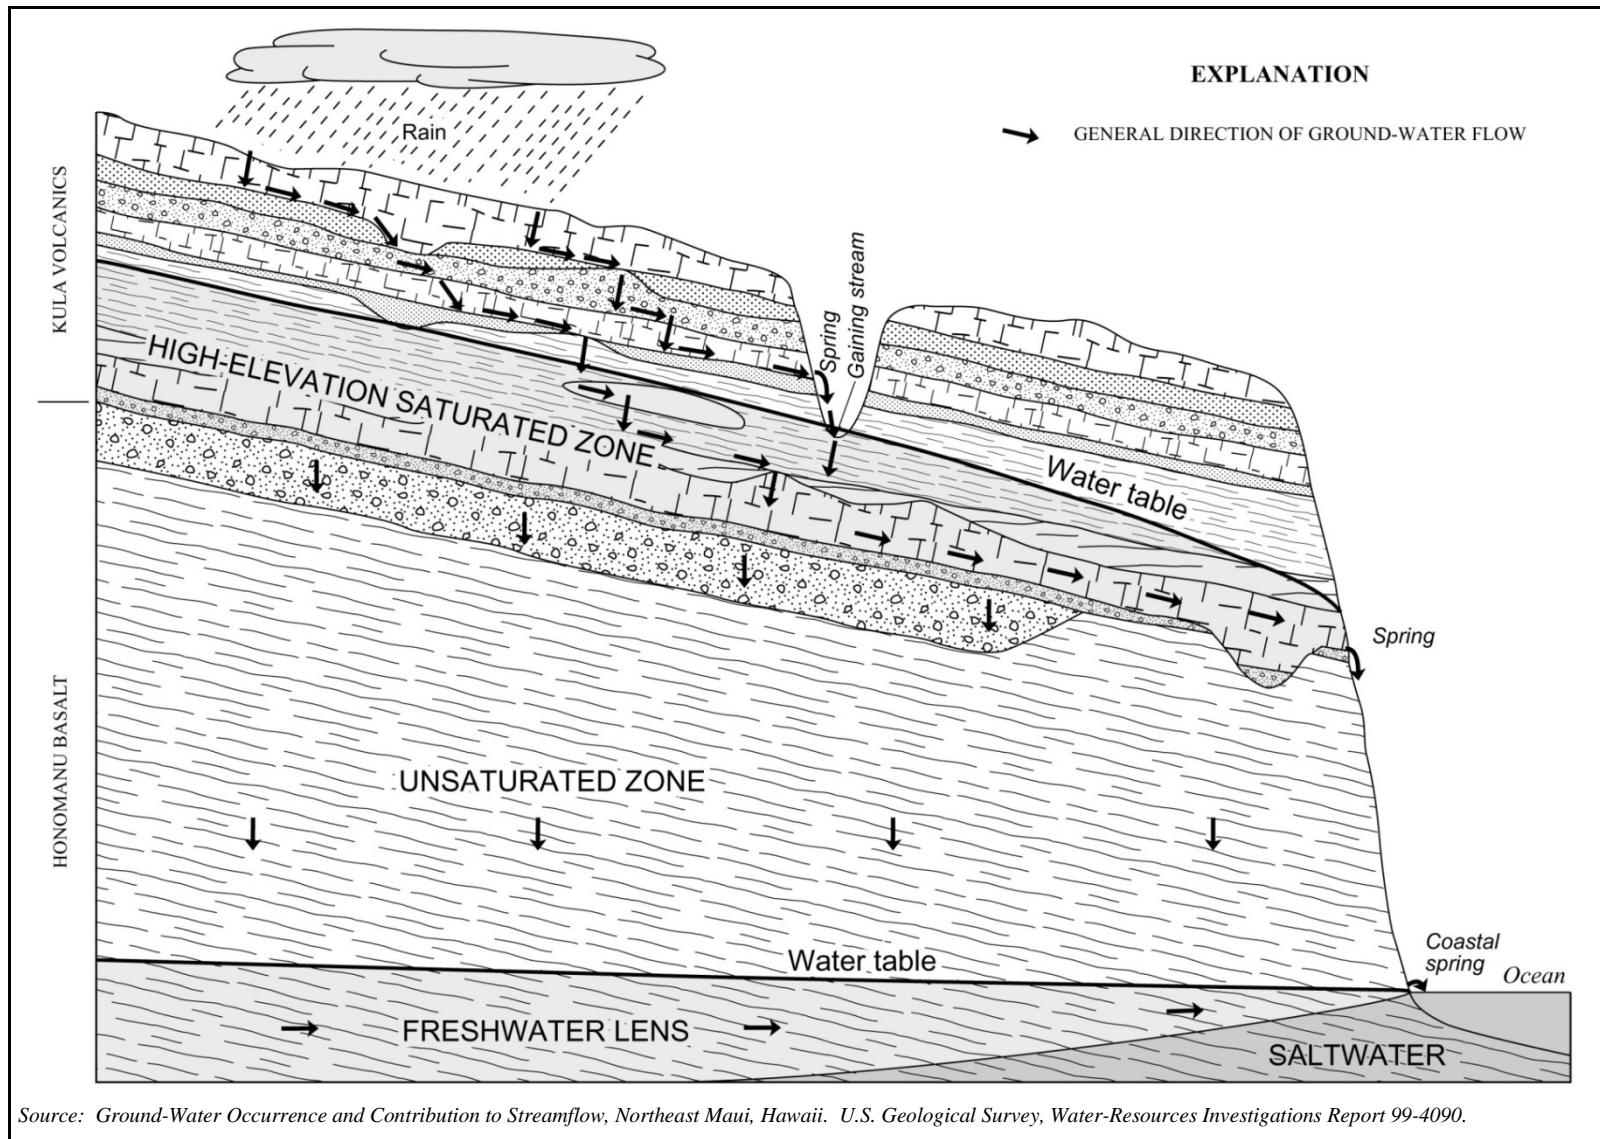 EXPLANATION
GENERAL DIRECTION OF GROUND-WATER FLOW
Rain
KULA VOLCANICS
Spring
Gaining stream
HIGH-ELEVATION SATURATED ZONE
Water table
Spring
HONOMANU BASALT
UNSATURATED ZONE
Water table
Coastal
spring
Ocean
FRESHWATER LENS
SALTWATER
Source: Ground-Water Occurrence and Contribution to Streamflow, Northeast Maui, Hawaii. U.S. Geological Survey, Water-Resources Investigations Report 99-4090.